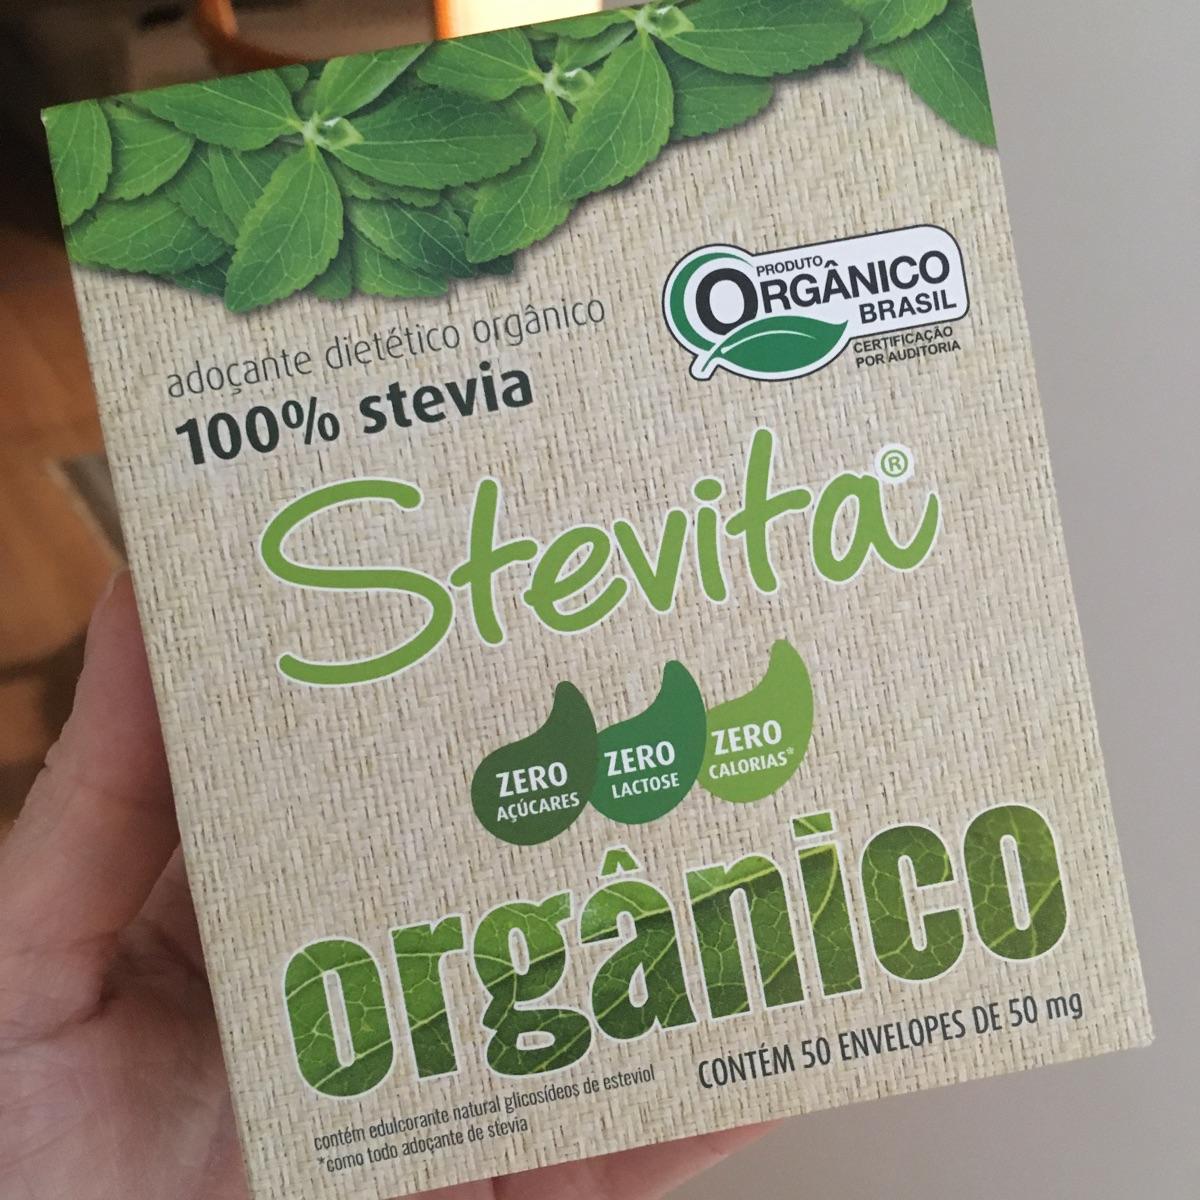 PRODUTO
ORGÂNICO
BRASIL
CERTIFICAÇÃO
POR AUDITORIA
adoçante dietético orgânico
100% stevia
Stevita®
ZERO
AÇÚCARES
ZERO
LACTOSE
ZERO
CALORIAS*
orgânico
CONTÉM 50 ENVELOPES DE 50 mg
contém edulcorante natural glicosídeos de esteviol
*como todo adoçante de stevia